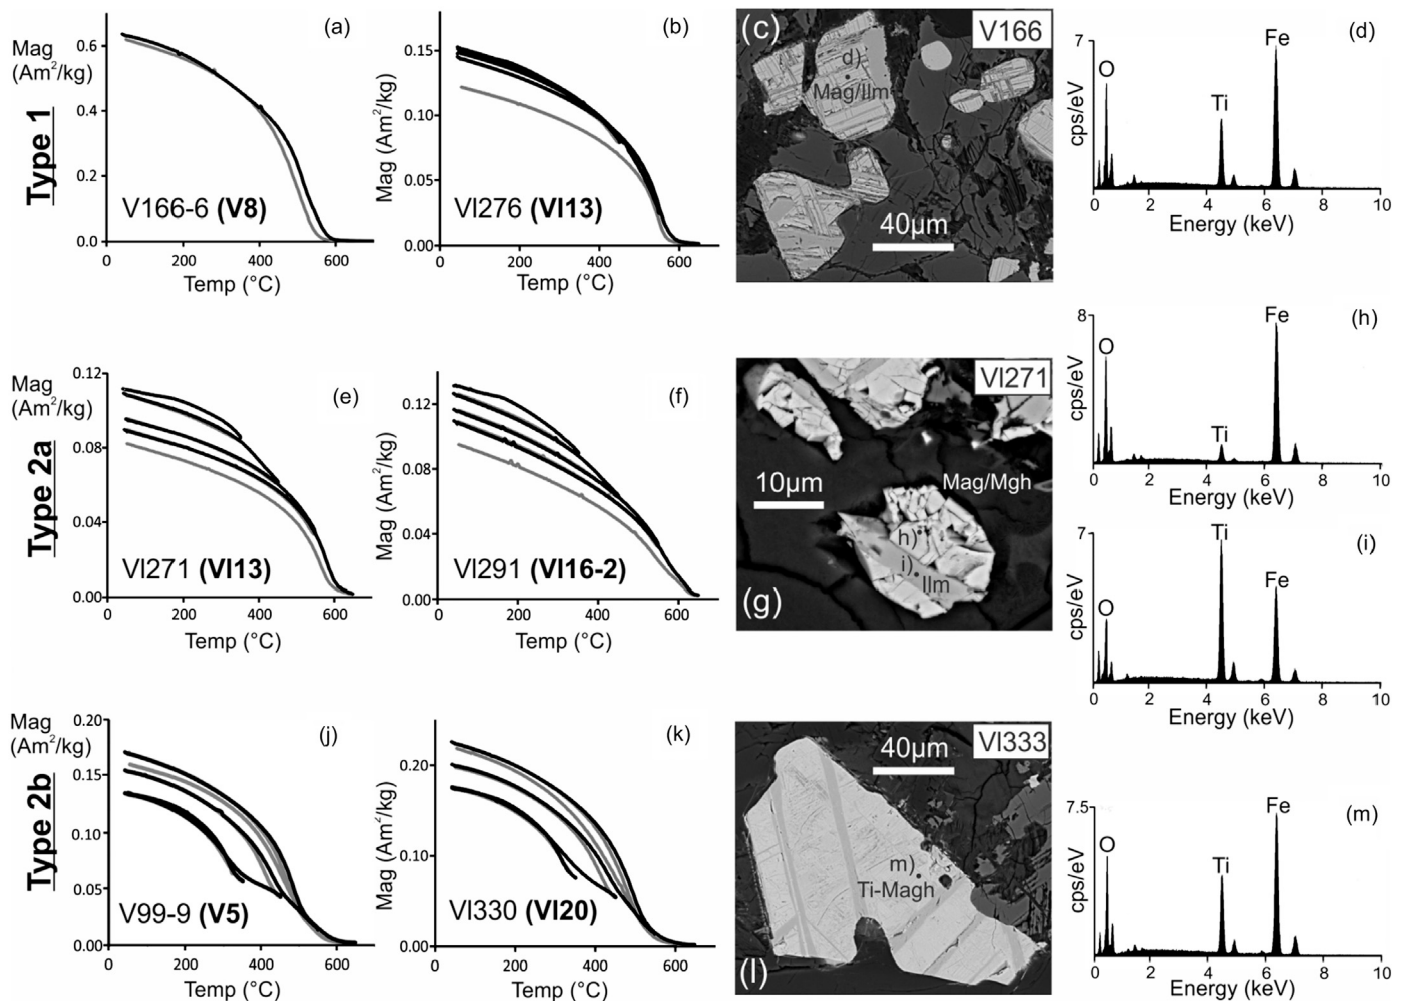 Type 1
Mag
(Am²/kg)
(a)
0.6
0.4
0.2
0.0
V166-6 (V8)
200
400
600
Temp (°C)
(b)
Mag (Am²/kg)
0.15
0.10
0.05
0.00
VI276 (VI13)
200
400
600
Temp (°C)
(c)
V166
d)
Mag/Ilm
40µm
(d)
7
cps/eV
O
Ti
Fe
0
2
4
6
8
10
Energy (keV)
Type 2a
Mag
(Am²/kg)
(e)
0.12
0.08
0.04
0.00
VI271 (VI13)
200
400
600
Temp (°C)
(f)
Mag (Am²/kg)
0.12
0.08
0.04
0.00
VI291 (VI16-2)
200
400
600
Temp (°C)
(g)
VI271
10µm
Mag/Mgh
h)
i)
Ilm
(h)
8
cps/eV
O
Ti
Fe
0
2
4
6
8
10
Energy (keV)
(i)
7
cps/eV
O
Ti
Fe
0
2
4
6
8
10
Energy (keV)
Type 2b
Mag
(Am²/kg)
(j)
0.20
0.15
0.10
0.05
0.00
V99-9 (V5)
200
400
600
Temp (°C)
(k)
Mag (Am²/kg)
0.20
0.10
0.00
VI330 (VI20)
200
400
600
Temp (°C)
(l)
VI333
40µm
m)
Ti-Magh
(m)
7.5
cps/eV
O
Ti
Fe
0
2
4
6
8
10
Energy (keV)